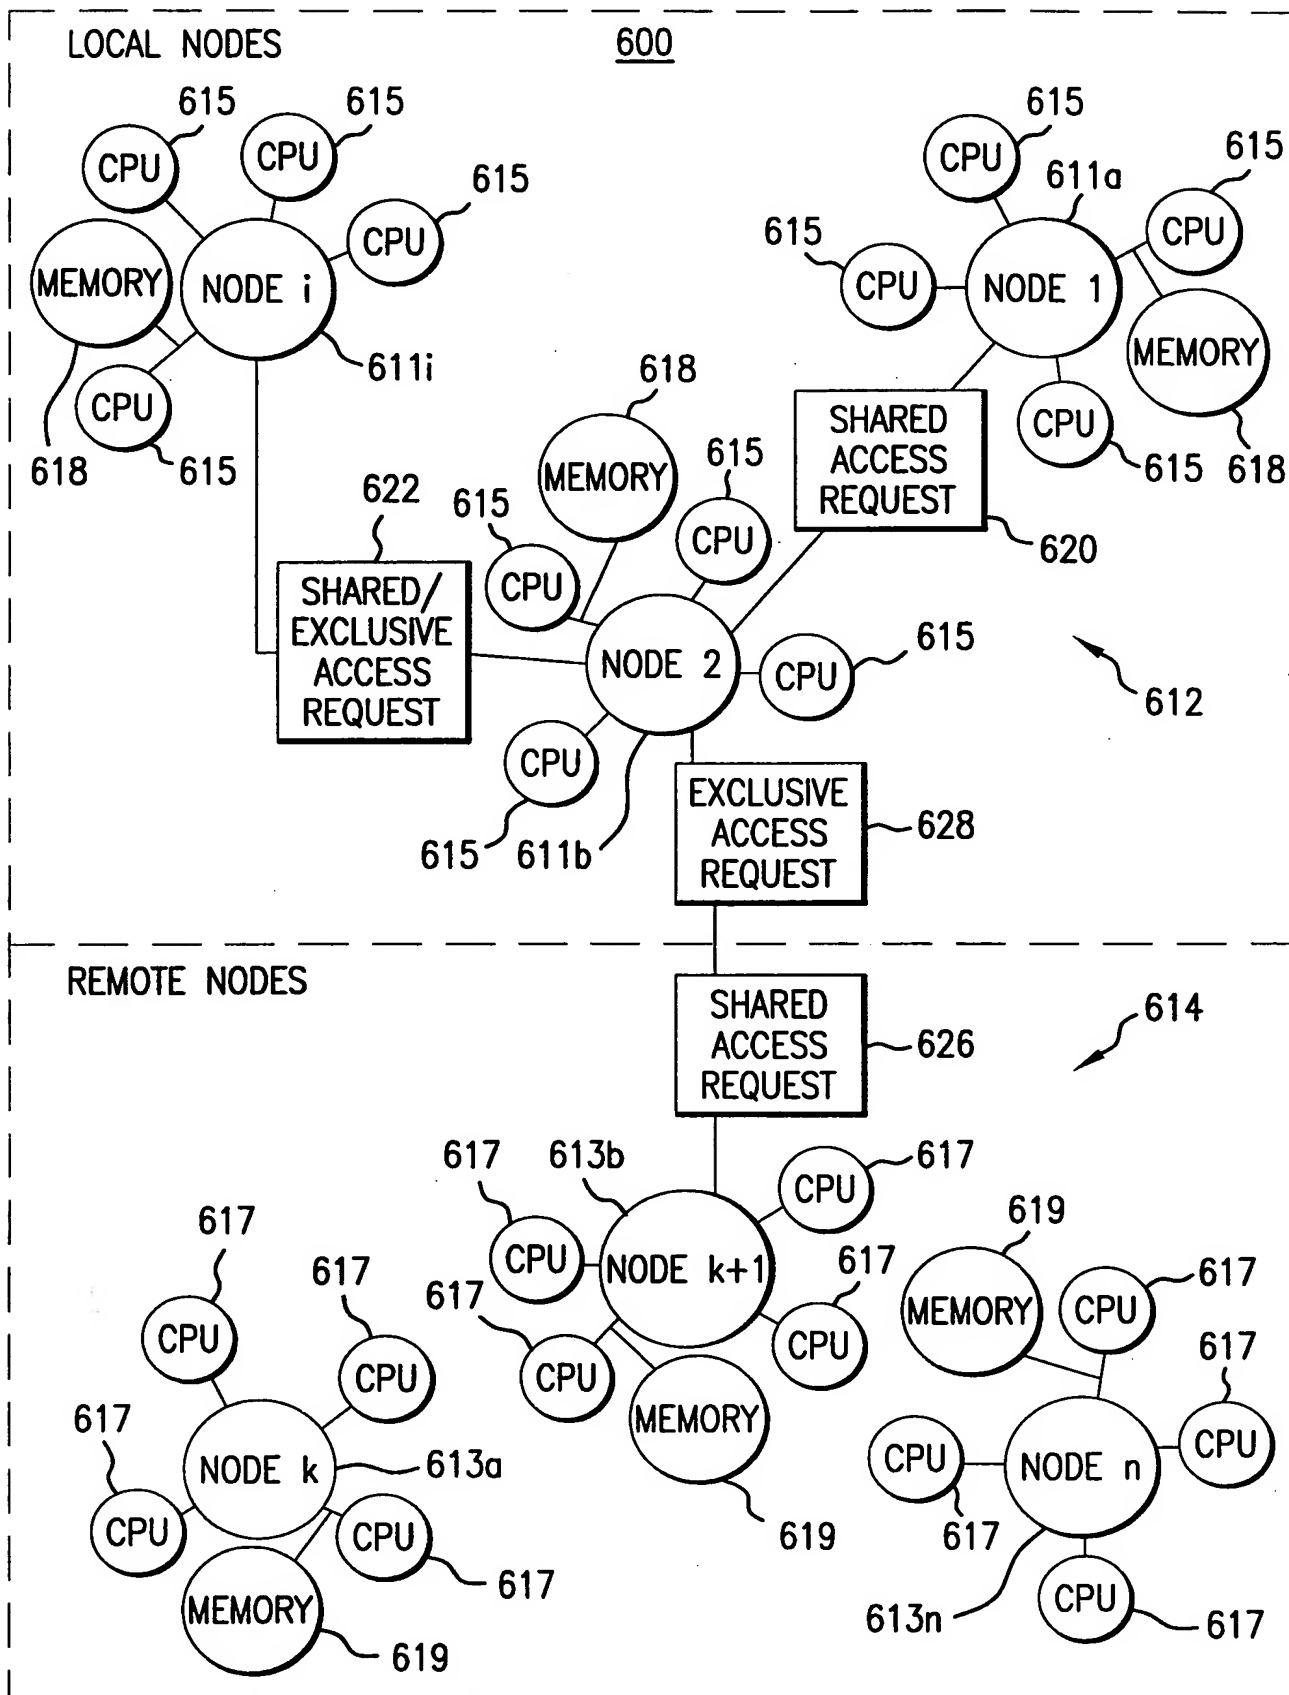 LOCAL NODES
600
615
615
615
611a
615
615
615
CPU
CPU
CPU
CPU
CPU
CPU
MEMORY
NODE i
NODE 1
MEMORY
CPU
CPU
611i
618
615
618
615
618
SHARED
ACCESS
REQUEST
620
MEMORY
615
615
CPU
CPU
622
SHARED/
EXCLUSIVE
ACCESS
REQUEST
NODE 2
CPU
615
612
CPU
615
611b
EXCLUSIVE
ACCESS
REQUEST
628
REMOTE NODES
SHARED
ACCESS
REQUEST
626
614
617
613b
617
CPU
CPU
NODE k+1
617
617
CPU
CPU
MEMORY
619
617
617
CPU
CPU
617
NODE k
613a
CPU
CPU
617
MEMORY
619
619
617
MEMORY
CPU
617
CPU
CPU
NODE n
617
613n
CPU
617